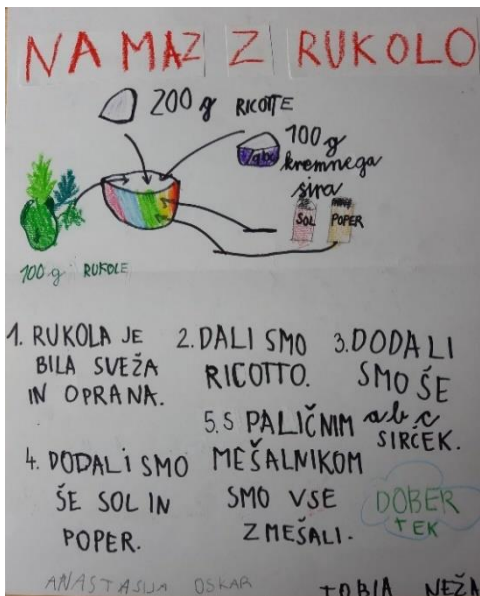 NAMAZ Z RUKOLO
200 g RICOTTE
100 g
kremnega
sira
abc
SOL
POPER
100 g RUKOLE
1. RUKOLA JE
BILA SVEŽA
IN OPRANA.
2. DALI SMO
RICOTTO.
3. DODALI
SMO ŠE
abc
SIRČEK.
4. DODALI SMO
ŠE SOL IN
POPER.
5. S PALIČNIM
MEŠALNIKOM
SMO VSE
ZMEŠALI.
DOBER
TEK
ANASTASIJA OSKAR TOBIA NEŽA